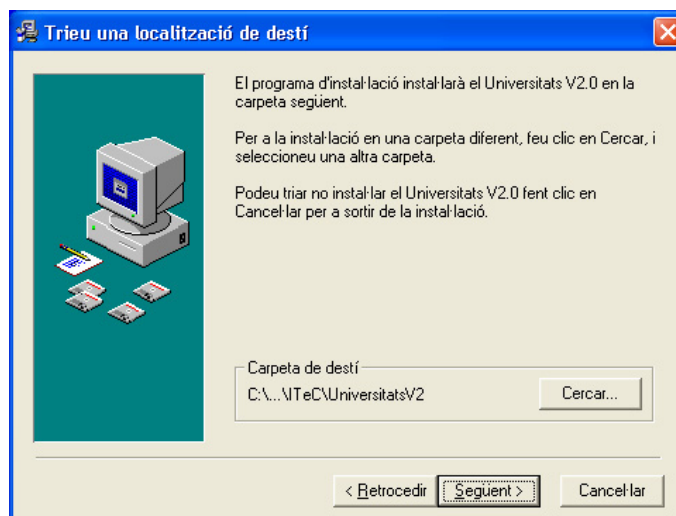 Trieu una localització de destí
El programa d'instal·lació instal·larà el Universitats V2.0 en la
carpeta següent.
Per a la instal·lació en una carpeta diferent, feu clic en Cercar, i
seleccioneu una altra carpeta.
Podeu triar no instal·lar el Universitats V2.0 fent clic en
Cancel·lar per a sortir de la instal·lació.
Carpeta de destí
C:\...\ITeC\UniversitatsV2
Cercar...
< Retrocedir
Següent >
Cancel·lar